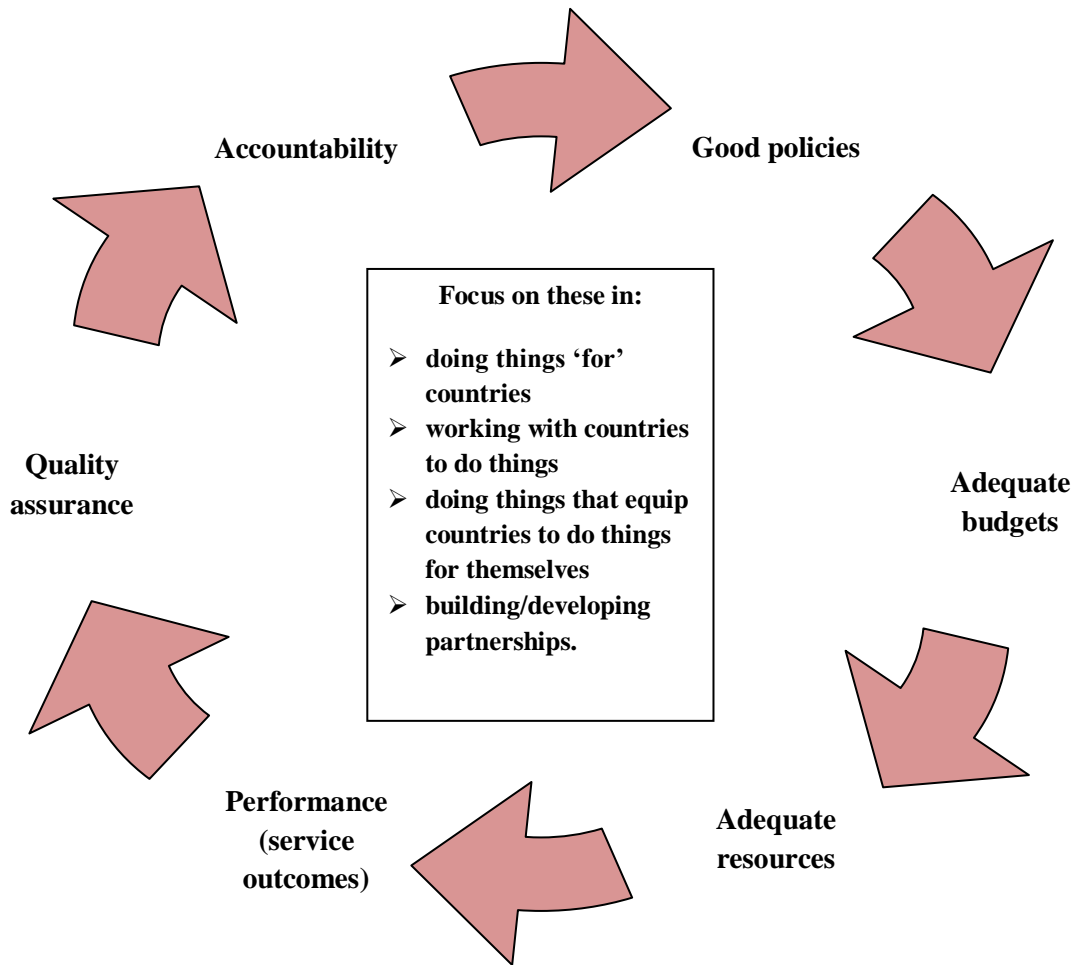 Accountability
Good policies
Focus on these in:
➢ doing things ‘for’
countries
➢ working with countries
to do things
➢ doing things that equip
countries to do things
for themselves
➢ building/developing
partnerships.
Adequate
budgets
Adequate
resources
Performance
(service
outcomes)
Quality
assurance